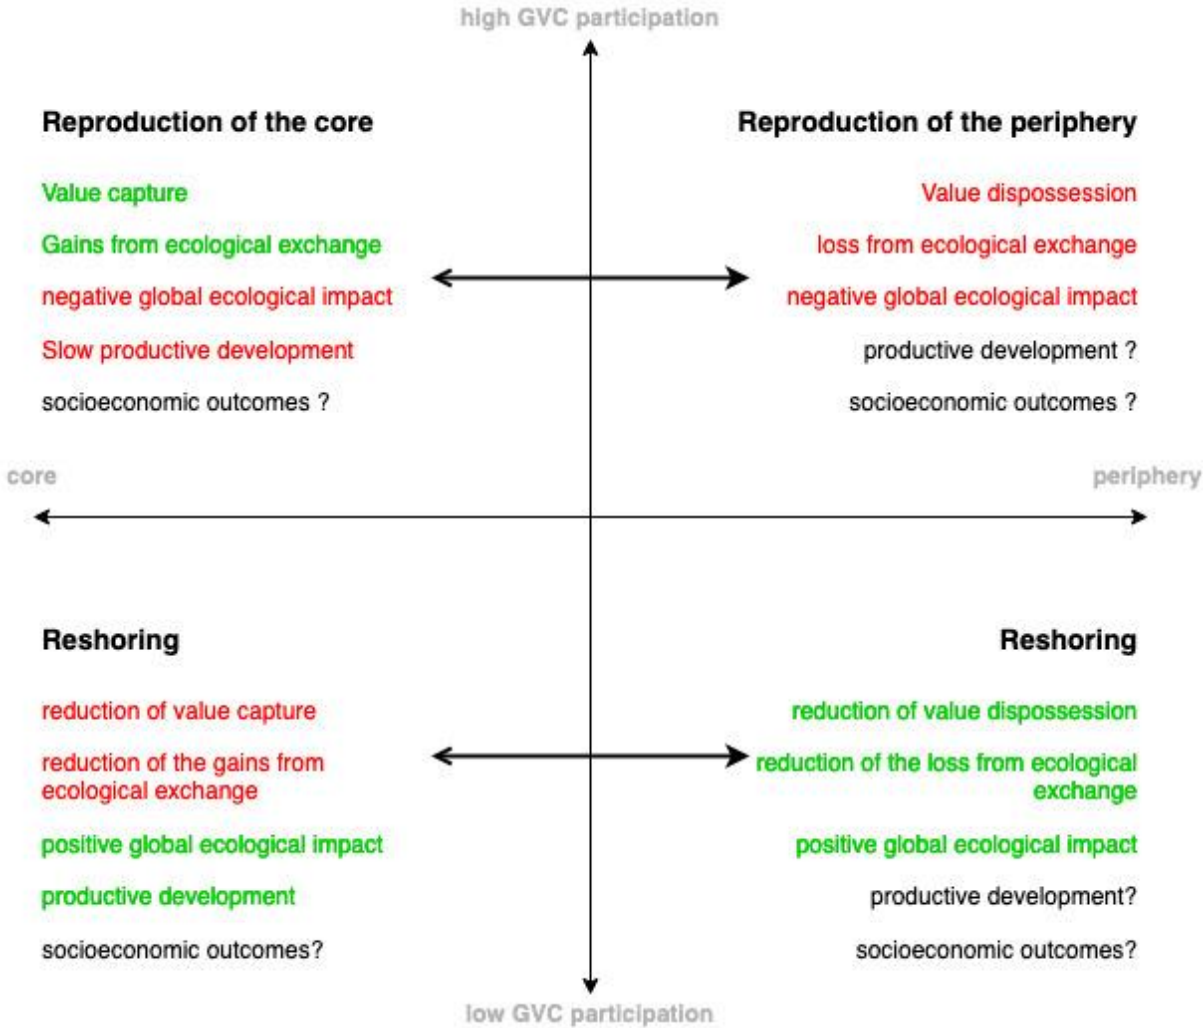 high GVC participation
Reproduction of the core
Value capture
Gains from ecological exchange
negative global ecological impact
Slow productive development
socioeconomic outcomes ?
Reproduction of the periphery
Value dispossession
loss from ecological exchange
negative global ecological impact
productive development ?
socioeconomic outcomes ?
core
periphery
Reshoring
reduction of value capture
reduction of the gains from
ecological exchange
positive global ecological impact
productive development
socioeconomic outcomes?
Reshoring
reduction of value dispossession
reduction of the loss from ecological
exchange
positive global ecological impact
productive development?
socioeconomic outcomes?
low GVC participation